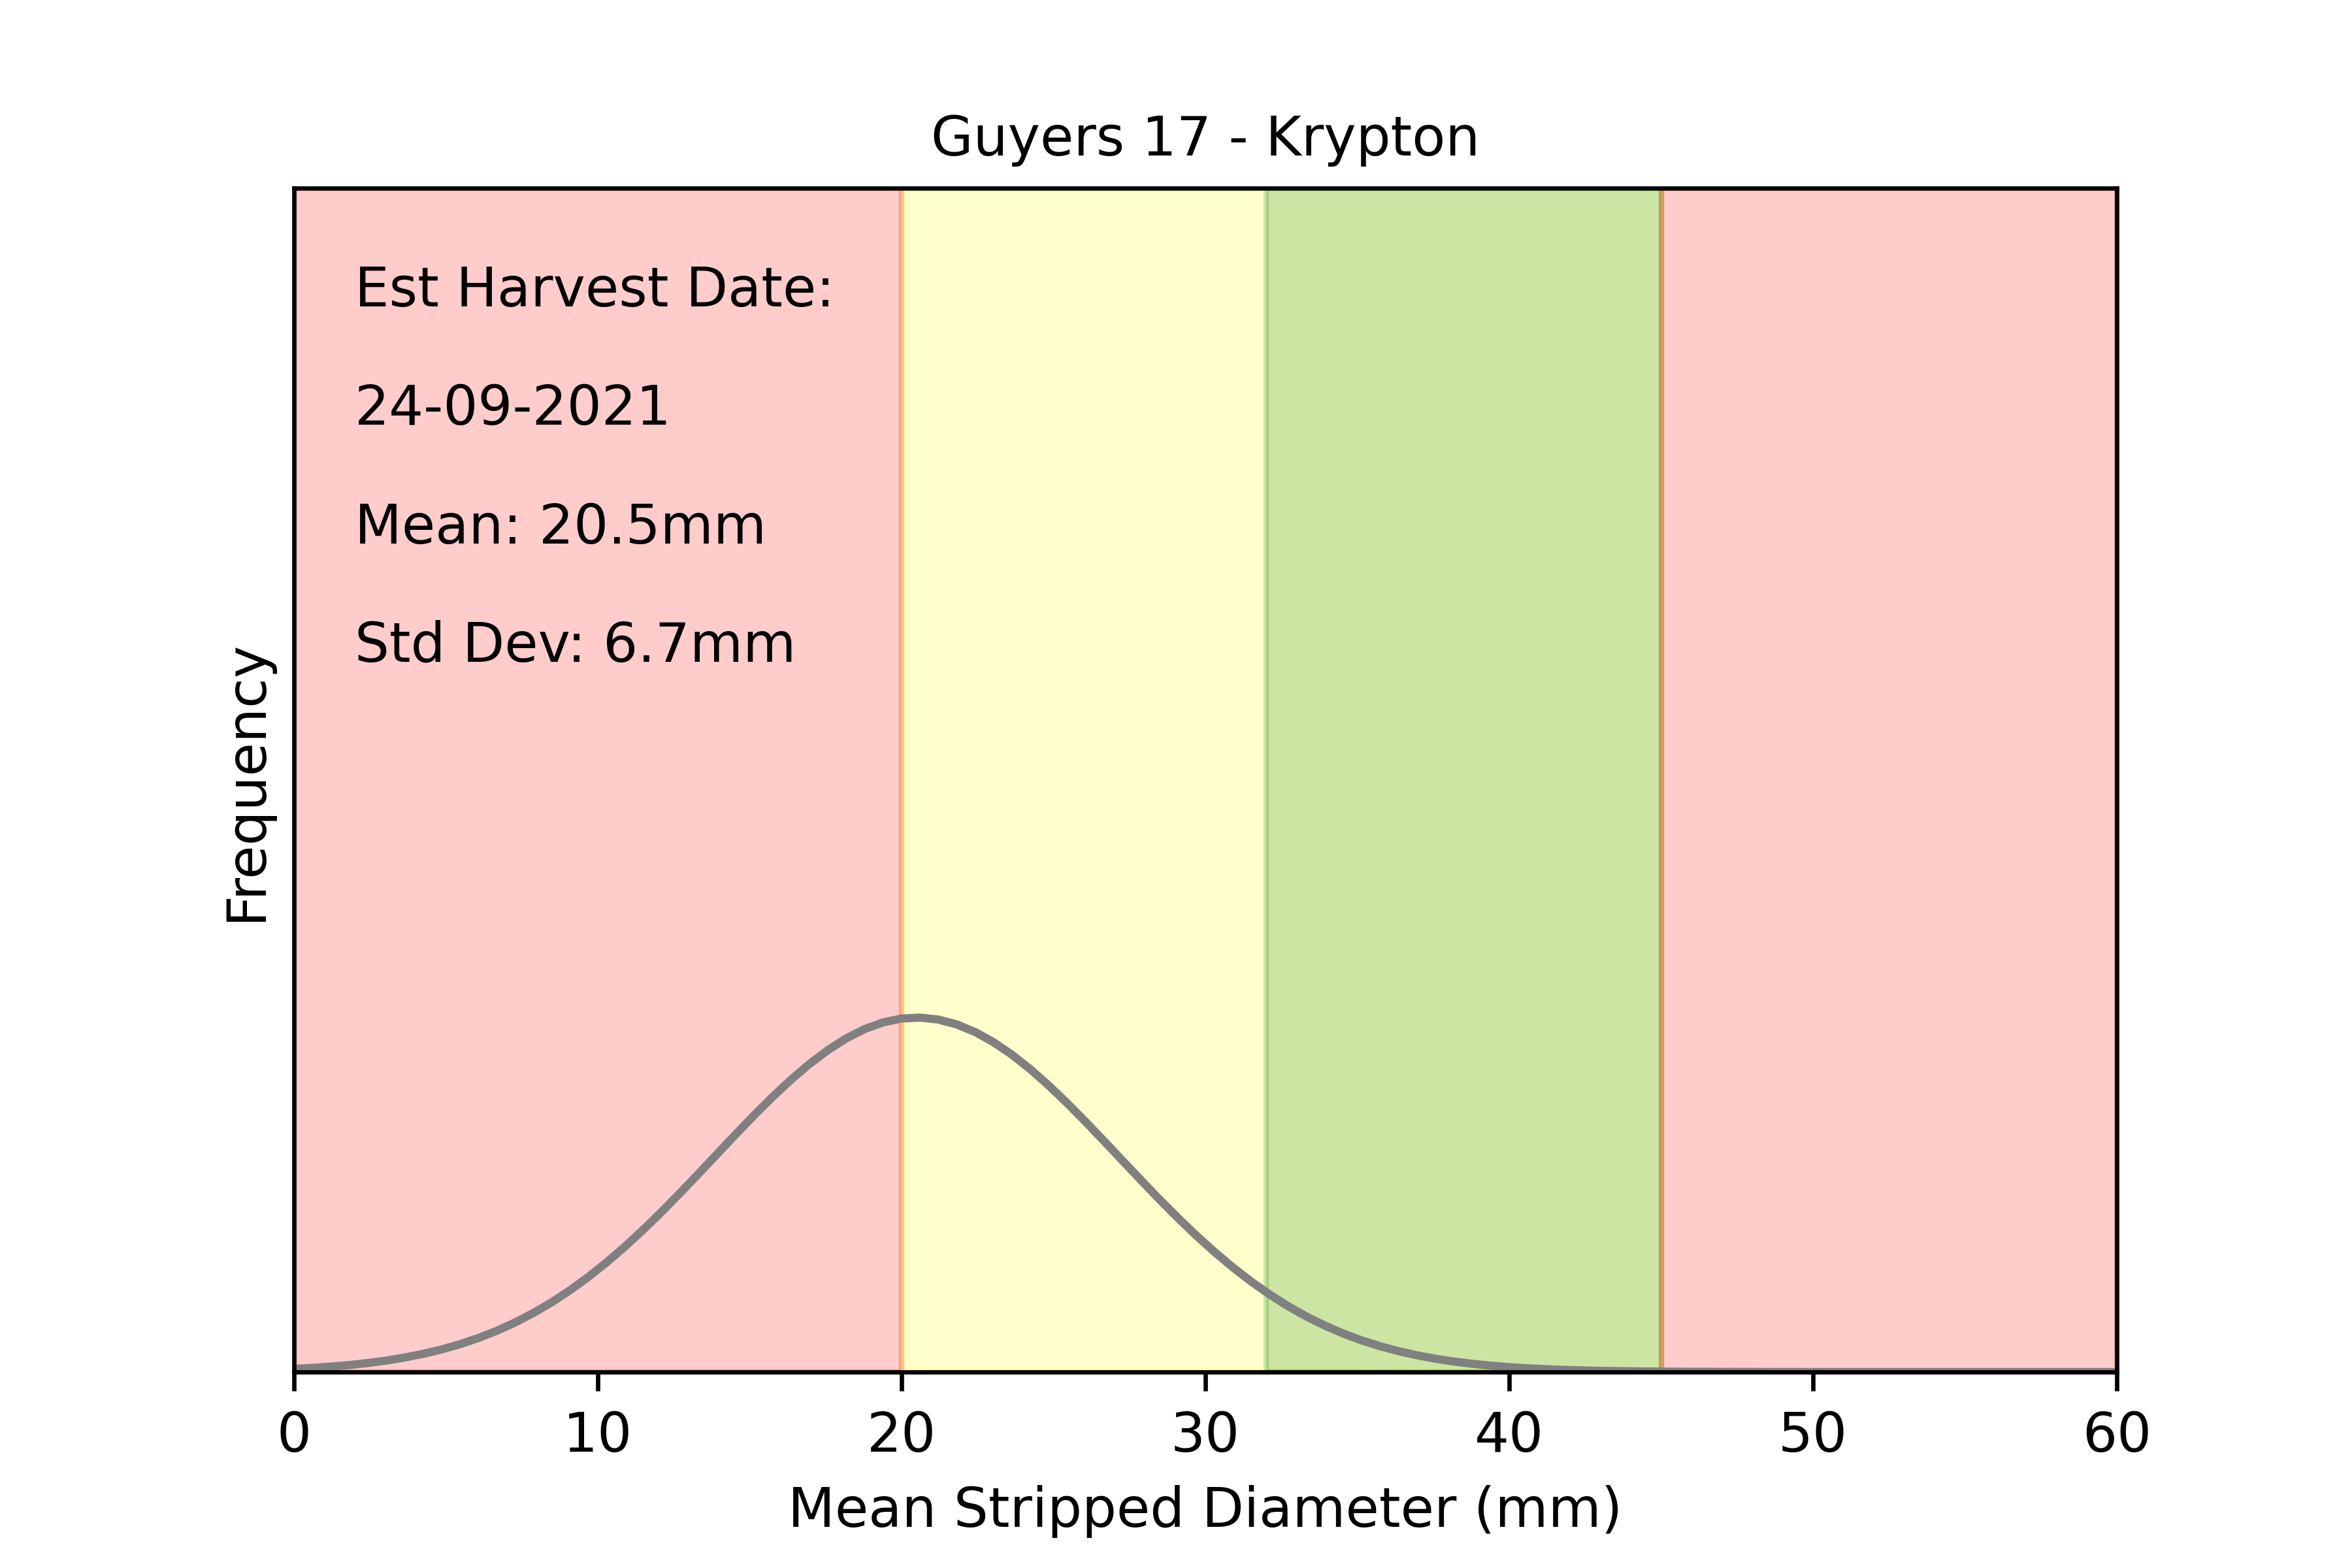 Guyers 17 - Krypton
Est Harvest Date:
24-09-2021
Mean: 20.5mm
Std Dev: 6.7mm
Frequency
0 10 20 30 40 50 60
Mean Stripped Diameter (mm)